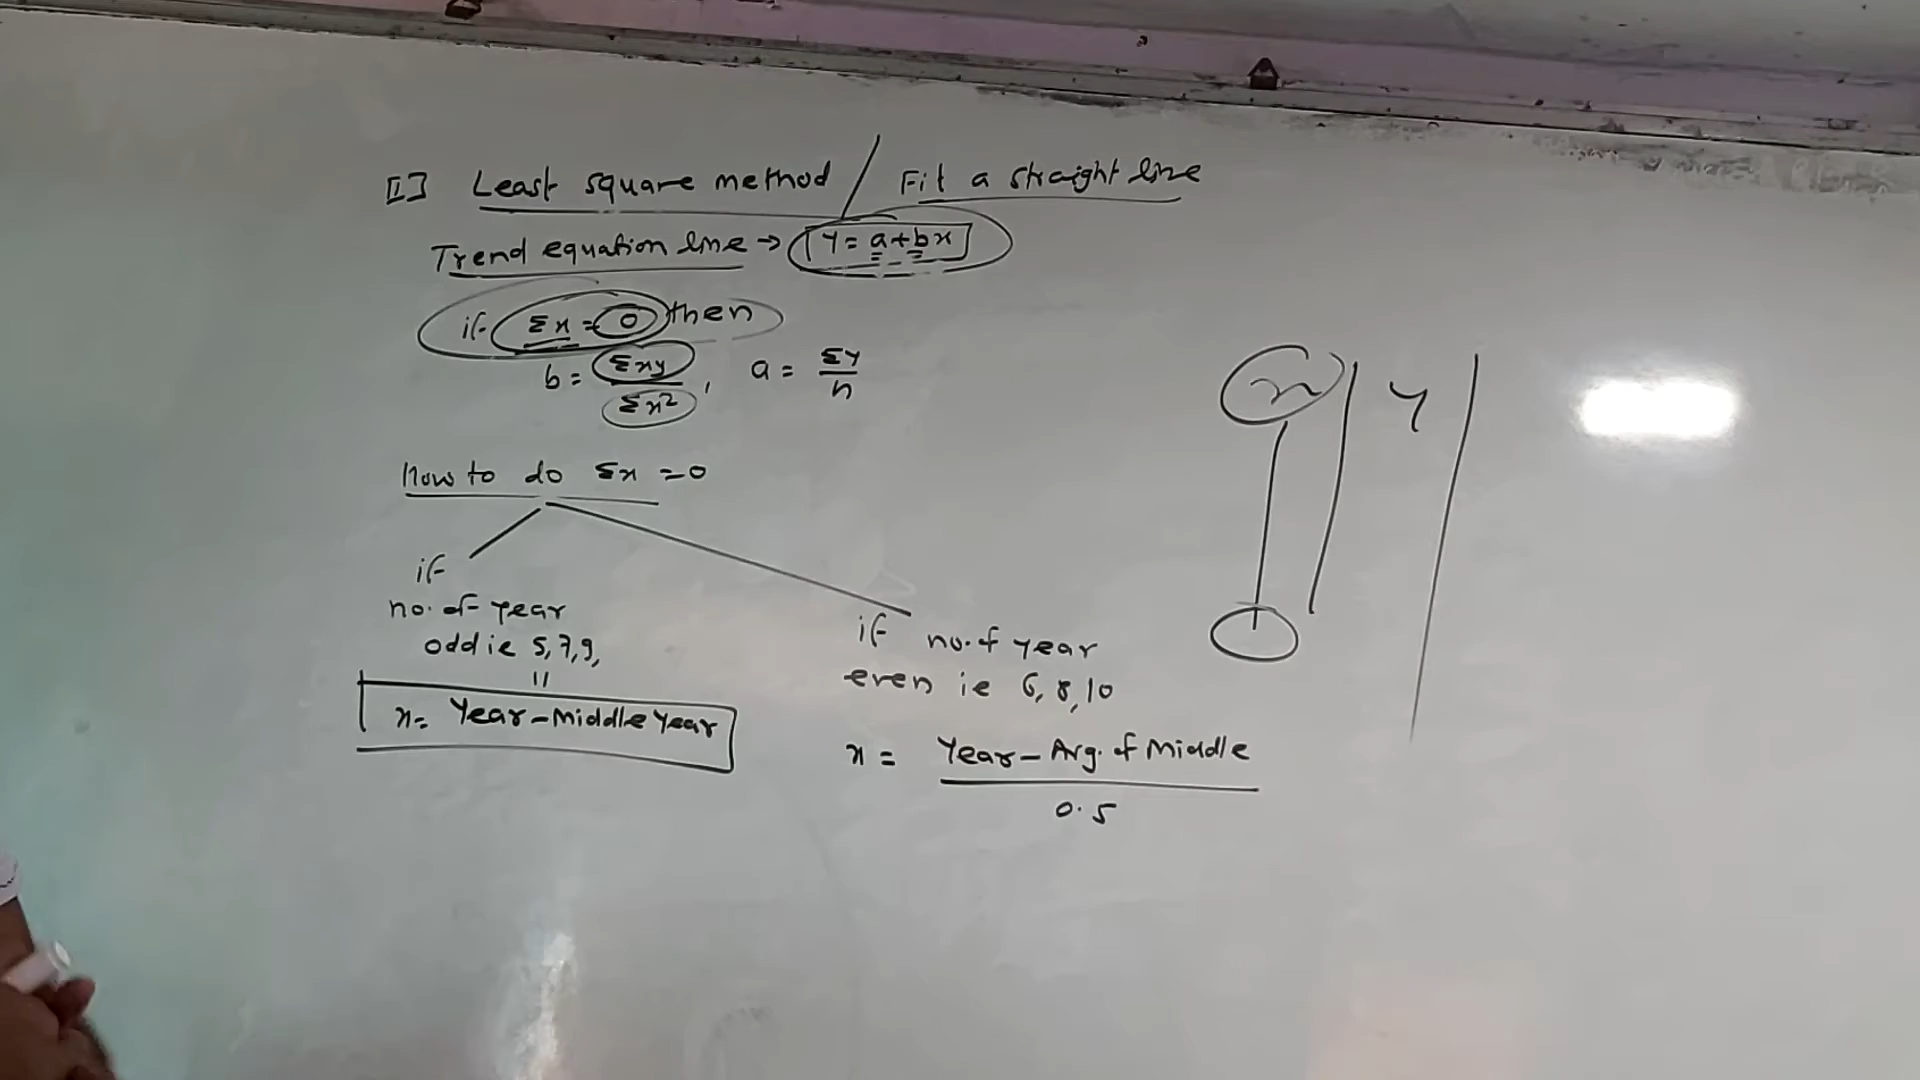 [I] Least square method / Fit a straight line
Trend equation line → Y = a + bx
if Σx = 0 then
b = Σxy / Σx², a = ΣY / n
How to do Σx = 0
if
no. of year
odd ie 5, 7, 9,
11
x = Year - Middle Year
if no. of year
even ie 6, 8, 10
x = Year - Avg. of Middle
0.5
x | Y |